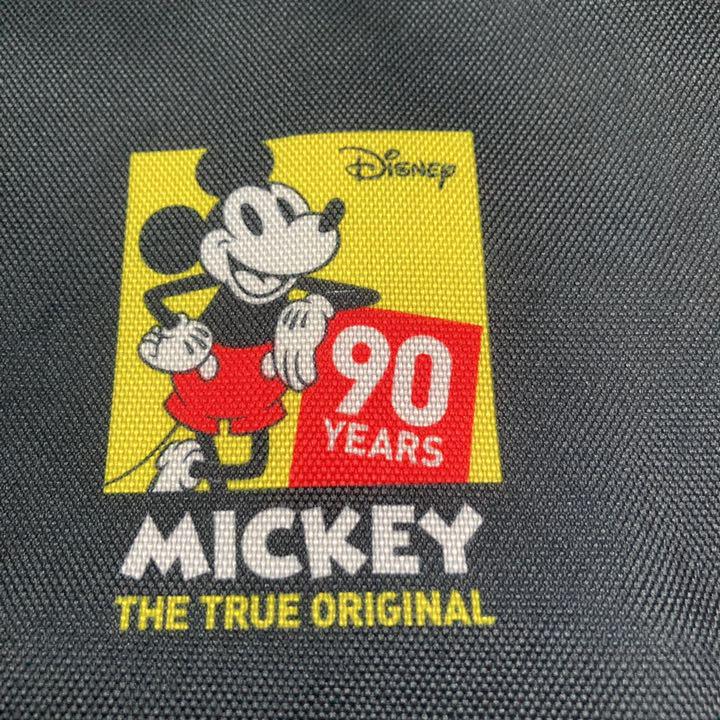 Disney
90
YEARS
MICKEY
THE TRUE ORIGINAL